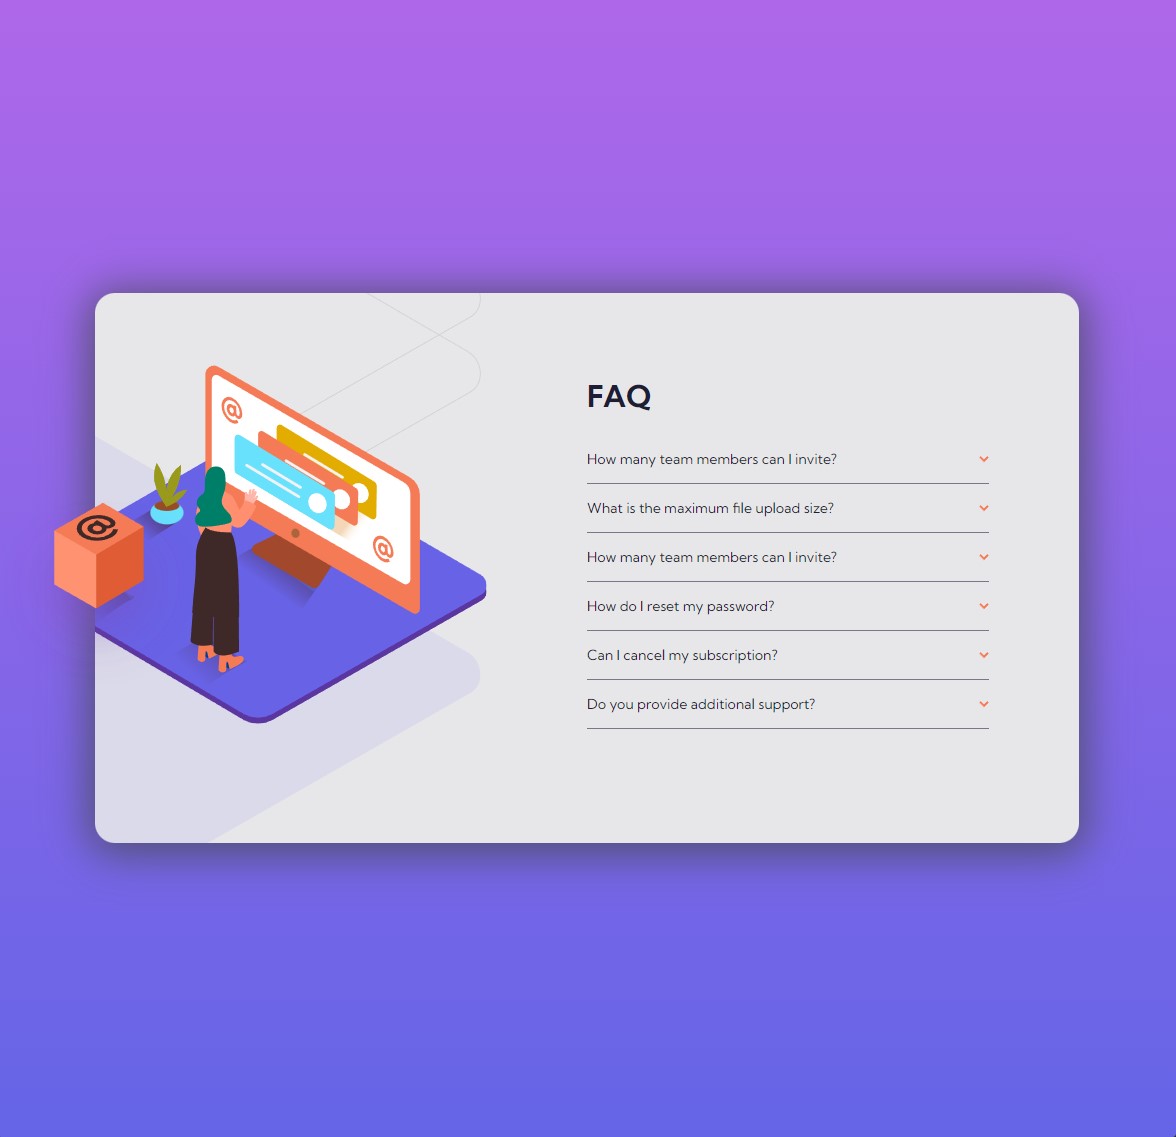 FAQ
How many team members can I invite?
What is the maximum file upload size?
How many team members can I invite?
How do I reset my password?
Can I cancel my subscription?
Do you provide additional support?
@
@
@